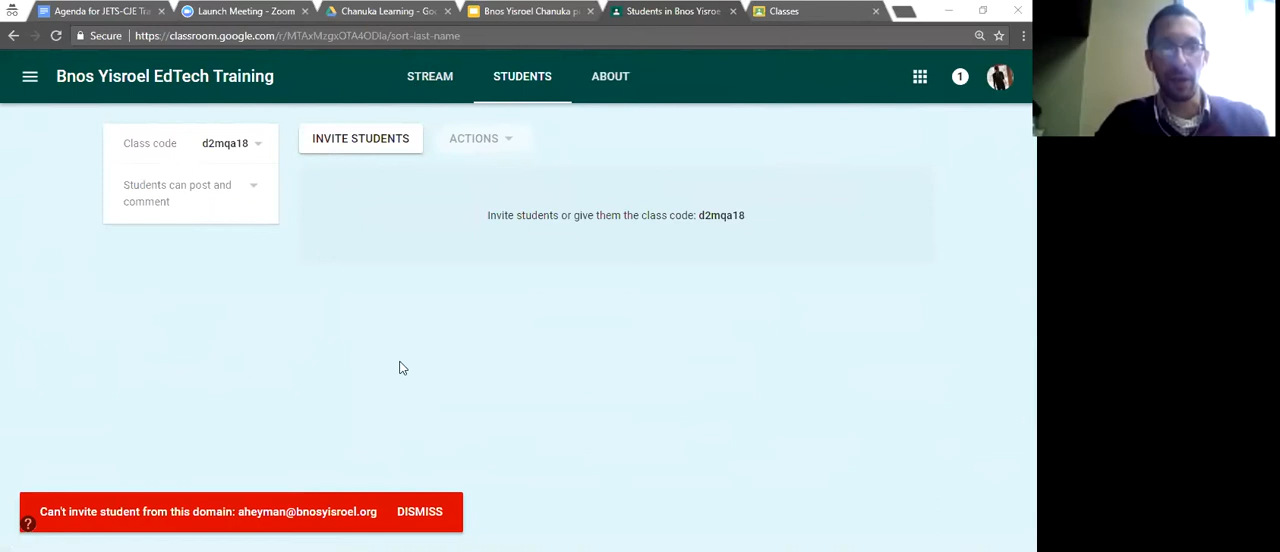 Agenda for JETS-CJE Tra
Launch Meeting - Zoom
Chanuka Learning - Goo
Bnos Yisroel Chanuka p
Students in Bnos Yisroe
Classes
Secure
https://classroom.google.com/r/MTAxMzgxOTA4ODla/sort-last-name
Bnos Yisroel EdTech Training
STREAM
STUDENTS
ABOUT
1
Class code
d2mqa18
INVITE STUDENTS
ACTIONS
Students can post and
comment
Invite students or give them the class code: d2mqa18
Can't invite student from this domain: aheyman@bnosyisroel.org
DISMISS
?